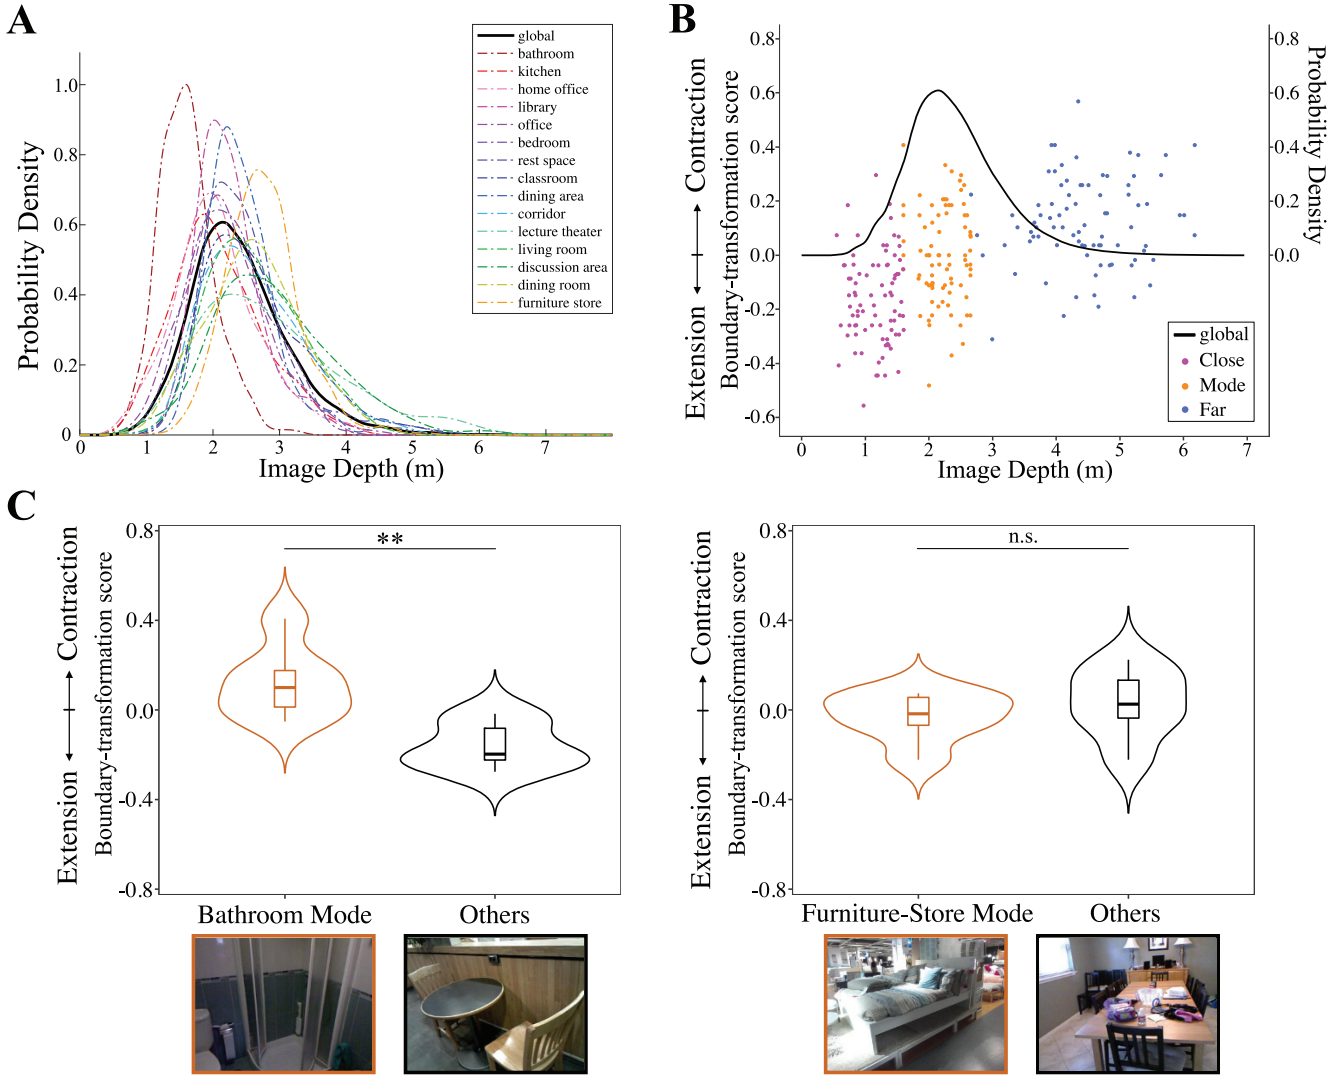 A
Probability Density
1.0
0.8
0.6
0.4
0.2
0
0 1 2 3 4 5 6 7
Image Depth (m)
global
bathroom
kitchen
home office
library
office
bedroom
rest space
classroom
dining area
corridor
lecture theater
living room
discussion area
dining room
furniture store
B
Extension Contraction
Boundary-transformation score
0.8
0.6
0.4
0.2
0.0
-0.2
-0.4
-0.6
0.8
0.6
0.4
0.2
0.0
Probability Density
global
Close
Mode
Far
0 1 2 3 4 5 6 7
Image Depth (m)
C
Extension Contraction
Boundary-transformation score
0.8
0.4
0.0
-0.4
-0.8
**
Bathroom Mode Others
Extension Contraction
Boundary-transformation score
0.8
0.4
0.0
-0.4
-0.8
n.s.
Furniture-Store Mode Others